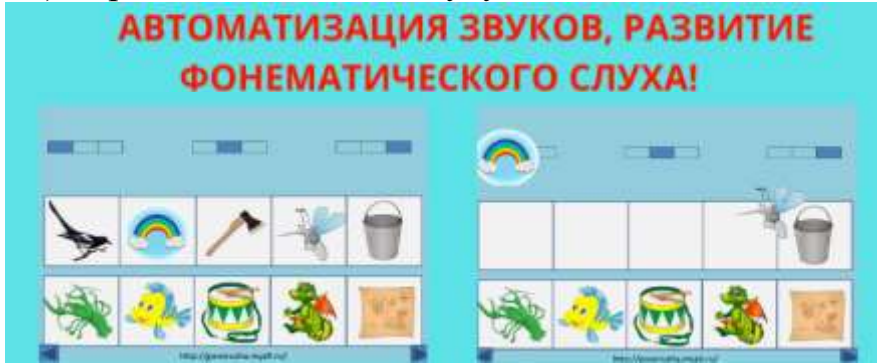 АВТОМАТИЗАЦИЯ ЗВУКОВ, РАЗВИТИЕ
ФОНЕМАТИЧЕСКОГО СЛУХА!